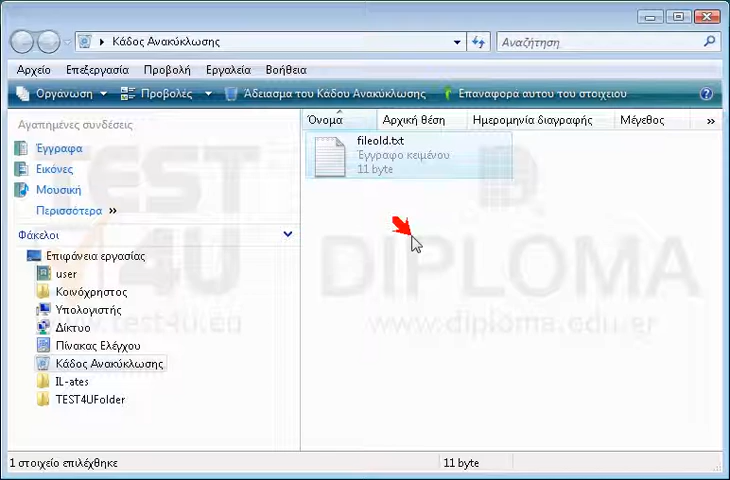 Κάδος Ανακύκλωσης
Αναζήτηση
Αρχείο Επεξεργασία Προβολή Εργαλεία Βοήθεια
Οργάνωση Προβολές Άδειασμα του Κάδου Ανακύκλωσης Επαναφορά αυτού του στοιχείου
Αγαπημένες συνδέσεις
Έγγραφα
Εικόνες
Μουσική
Περισσότερα »
Φάκελοι
Επιφάνεια εργασίας
user
Κοινόχρηστος
Υπολογιστής
Δίκτυο
Πίνακας Ελέγχου
Κάδος Ανακύκλωσης
IL-ates
TEST4UFolder
Όνομα Αρχική θέση Ημερομηνία διαγραφής Μέγεθος »
fileold.txt
Έγγραφο κειμένου
11 byte
TEST
4U
www.test4u.eu
DIPLOMA
www.diploma.edu.gr
1 στοιχείο επιλέχθηκε 11 byte